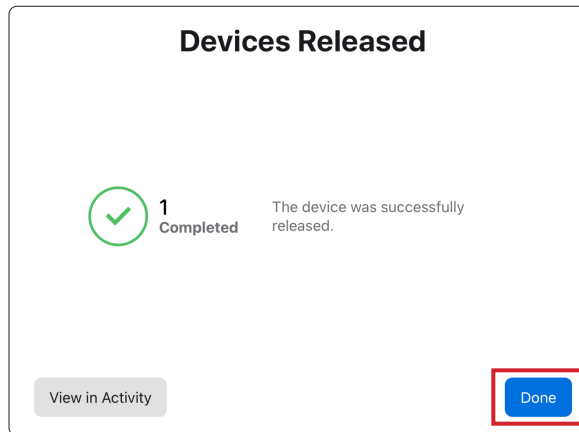 Devices Released
1
Completed
The device was successfully
released.
View in Activity
Done